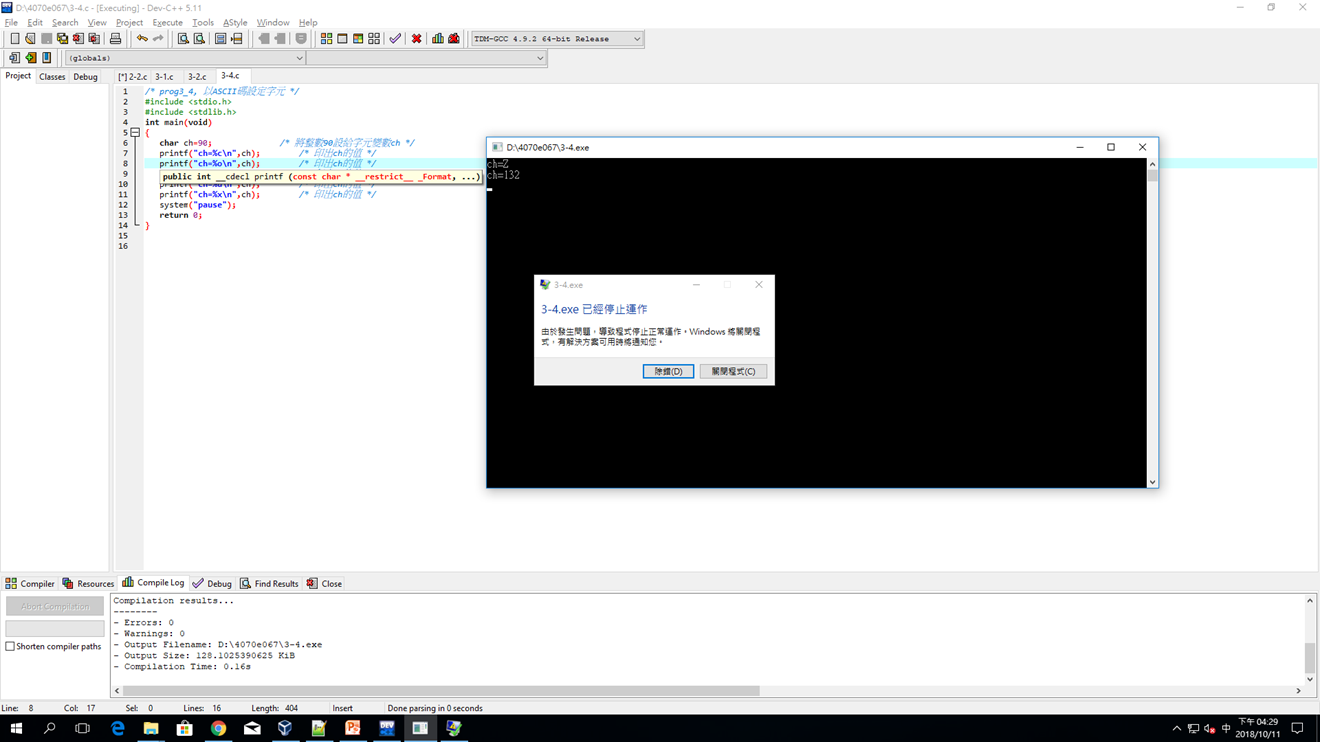 D:\4070e067\3-4.c - [Executing] - Dev-C++ 5.11
File Edit Search View Project Execute Tools AStyle Window Help
TDM-GCC 4.9.2 64-bit Release
(globals)
Project Classes Debug
[*] 2-2.c 3-1.c 3-2.c 3-4.c
1 /* prog3_4, 以ASCII碼設定字元 */
2 #include <stdio.h>
3 #include <stdlib.h>
4 int main(void)
5 {
6 char ch=90; /* 將整數90設給字元變數ch */
7 printf("ch=%c\n",ch); /* 印出ch的值 */
8 printf("ch=%o\n",ch); /* 印出ch的值 */
9 public int __cdecl printf (const char * __restrict__ _Format, ...)
10 /* 印出ch的值 */
11 printf("ch=%x\n",ch); /* 印出ch的值 */
12 system("pause");
13 return 0;
14 }
15
16
D:\4070e067\3-4.exe
ch=Z
ch=132
3-4.exe
3-4.exe 已經停止運作
由於發生問題，導致程式停止正常運作。Windows 將關閉程
式，有解決方案可用時將通知您。
除錯(D) 關閉程式(C)
Compiler Resources Compile Log Debug Find Results Close
Abort Compilation
Shorten compiler paths
Compilation results...
--------
- Errors: 0
- Warnings: 0
- Output Filename: D:\4070e067\3-4.exe
- Output Size: 128.1025390625 KiB
- Compilation Time: 0.16s
Line: 8 Col: 17 Sel: 0 Lines: 16 Length: 404 Insert Done parsing in 0 seconds
中
下午 04:29
2018/10/11